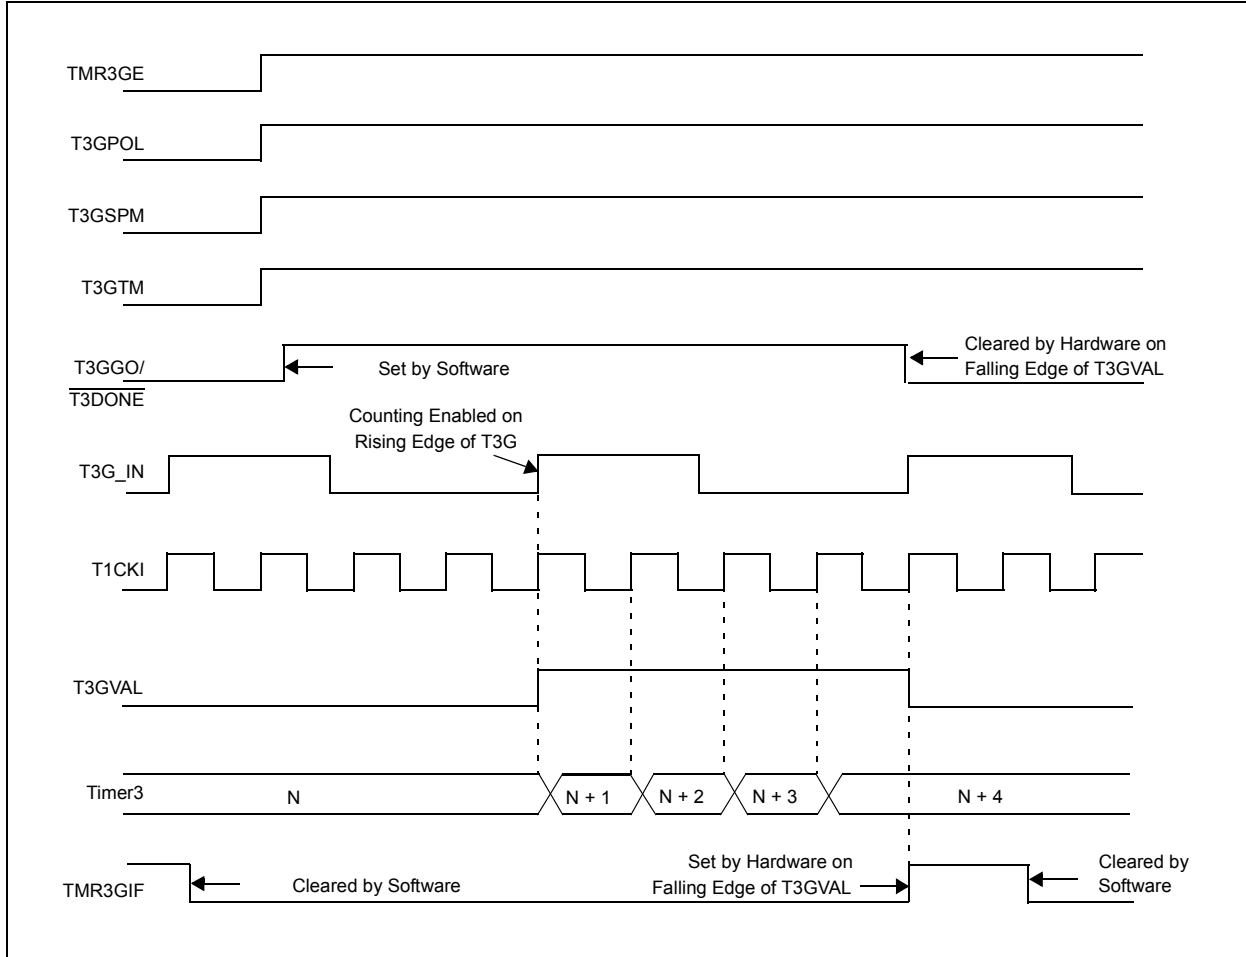 TMR3GE
T3GPOL
T3GSPM
T3GTM
T3GGO/
T3DONE
Set by Software
Cleared by Hardware on
Falling Edge of T3GVAL
Counting Enabled on
Rising Edge of T3G
T3G_IN
T1CKI
T3GVAL
Timer3
N
N + 1
N + 2
N + 3
N + 4
TMR3GIF
Cleared by Software
Set by Hardware on
Falling Edge of T3GVAL
Cleared by
Software